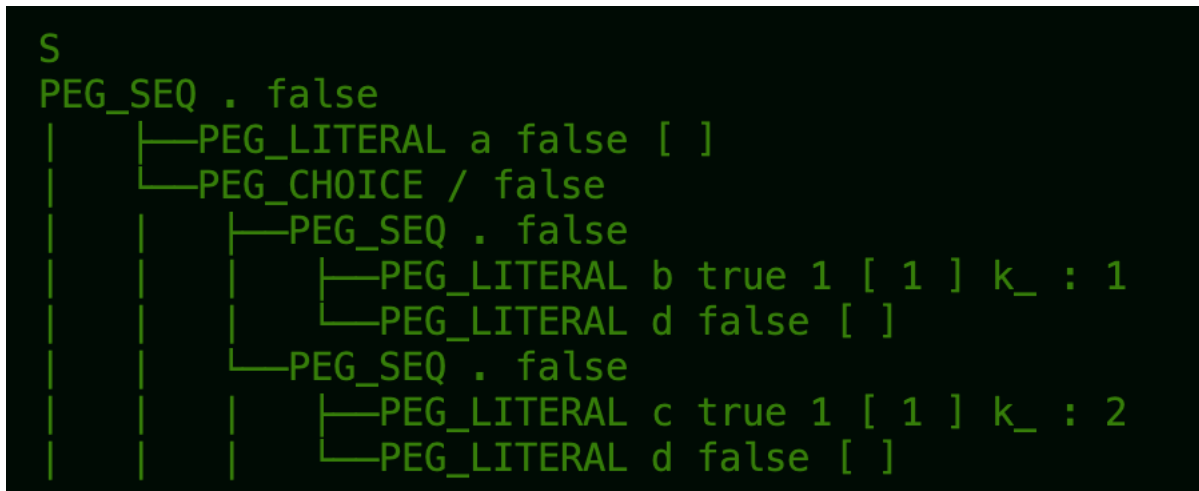 S
PEG_SEQ . false
|   ├──PEG_LITERAL a false [ ]
|   └──PEG_CHOICE / false
|   |   ├──PEG_SEQ . false
|   |   |   ├──PEG_LITERAL b true 1 [ 1 ] k_ : 1
|   |   |   └──PEG_LITERAL d false [ ]
|   |   └──PEG_SEQ . false
|   |   |   ├──PEG_LITERAL c true 1 [ 1 ] k_ : 2
|   |   |   └──PEG_LITERAL d false [ ]